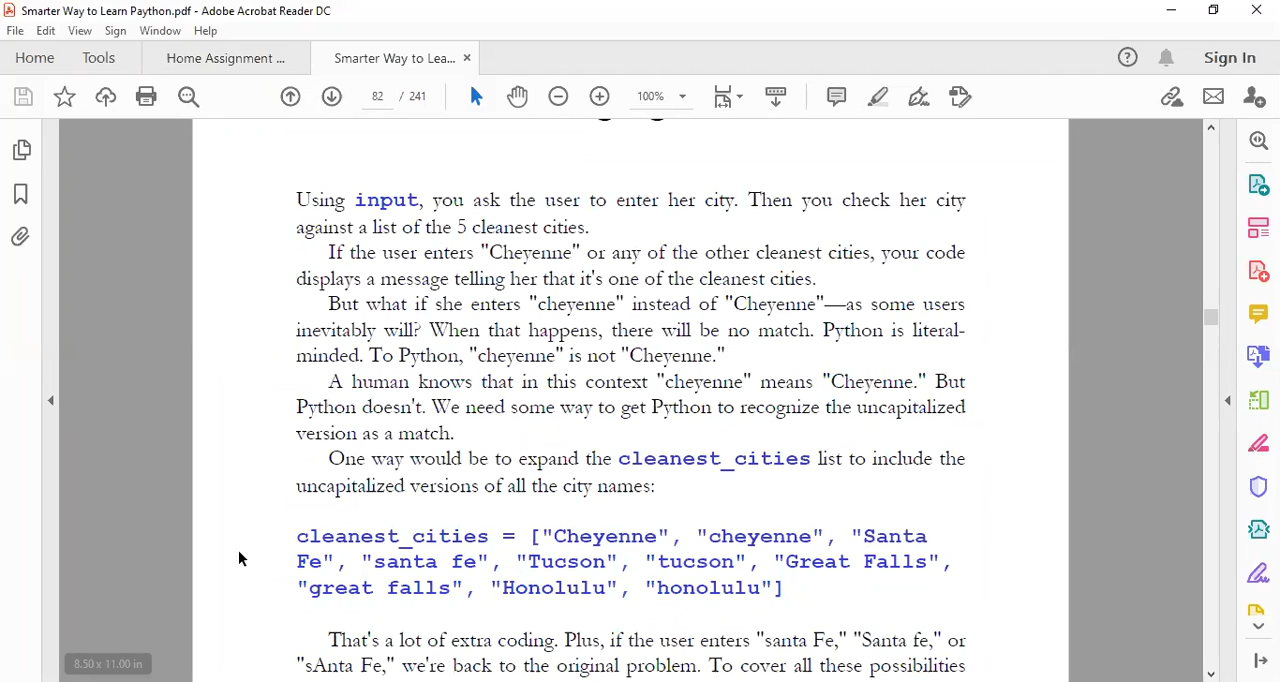 Smarter Way to Learn Paython.pdf - Adobe Acrobat Reader DC
File Edit View Sign Window Help
Home Tools Home Assignment ... Smarter Way to Lea... × Sign In
82 / 241 100%
Using input, you ask the user to enter her city. Then you check her city
against a list of the 5 cleanest cities.
If the user enters "Cheyenne" or any of the other cleanest cities, your code
displays a message telling her that it's one of the cleanest cities.
But what if she enters "cheyenne" instead of "Cheyenne"—as some users
inevitably will? When that happens, there will be no match. Python is literal-
minded. To Python, "cheyenne" is not "Cheyenne."
A human knows that in this context "cheyenne" means "Cheyenne." But
Python doesn't. We need some way to get Python to recognize the uncapitalized
version as a match.
One way would be to expand the cleanest_cities list to include the
uncapitalized versions of all the city names:
cleanest_cities = ["Cheyenne", "cheyenne", "Santa
Fe", "santa fe", "Tucson", "tucson", "Great Falls",
"great falls", "Honolulu", "honolulu"]
That's a lot of extra coding. Plus, if the user enters "santa Fe," "Santa fe," or
"sAnta Fe," we're back to the original problem. To cover all these possibilities
8.50 x 11.00 in